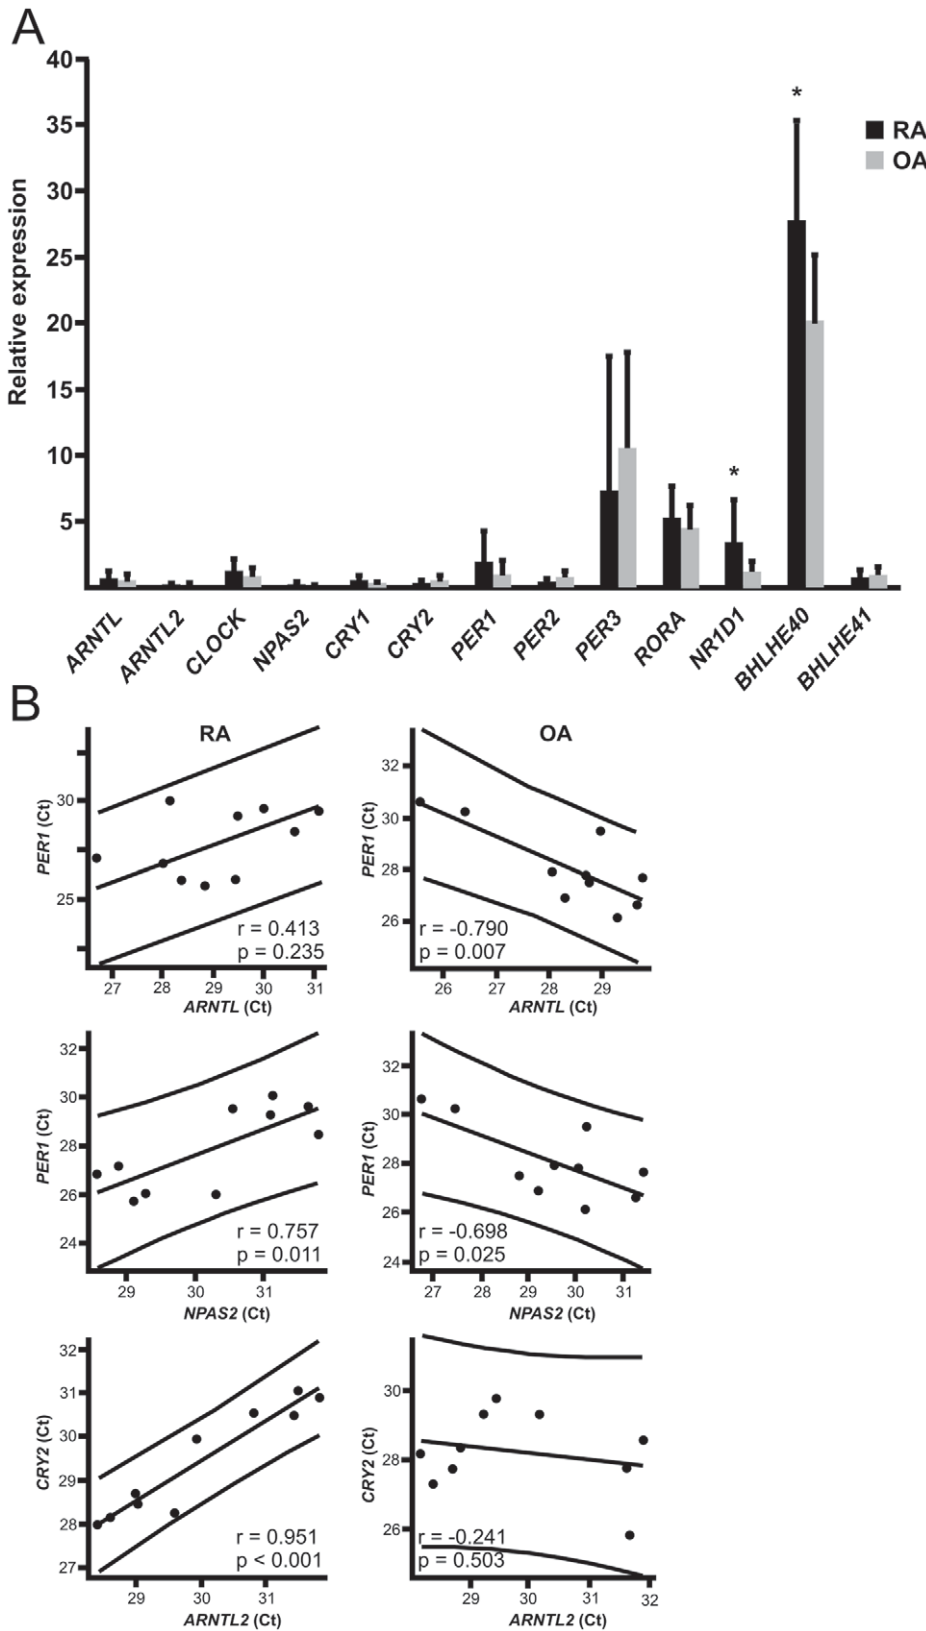 A
40
35
30
25
20
15
10
5
Relative expression
*
*
RA
OA
ARNTL
ARNTL2
CLOCK
NPAS2
CRY1
CRY2
PER1
PER2
PER3
RORA
NR1D1
BHLHE40
BHLHE41
B
RA
PER1 (Ct)
30
25
r = 0.413
p = 0.235
27 28 29 30 31
ARNTL (Ct)
OA
PER1 (Ct)
32
30
28
26
r = -0.790
p = 0.007
26 27 28 29
ARNTL (Ct)
PER1 (Ct)
32
30
28
26
24
r = 0.757
p = 0.011
29 30 31
NPAS2 (Ct)
PER1 (Ct)
32
30
28
26
24
r = -0.698
p = 0.025
27 28 29 30 31
NPAS2 (Ct)
CRY2 (Ct)
32
31
30
29
28
27
r = 0.951
p < 0.001
29 30 31
ARNTL2 (Ct)
CRY2 (Ct)
30
28
26
r = -0.241
p = 0.503
29 30 31 32
ARNTL2 (Ct)